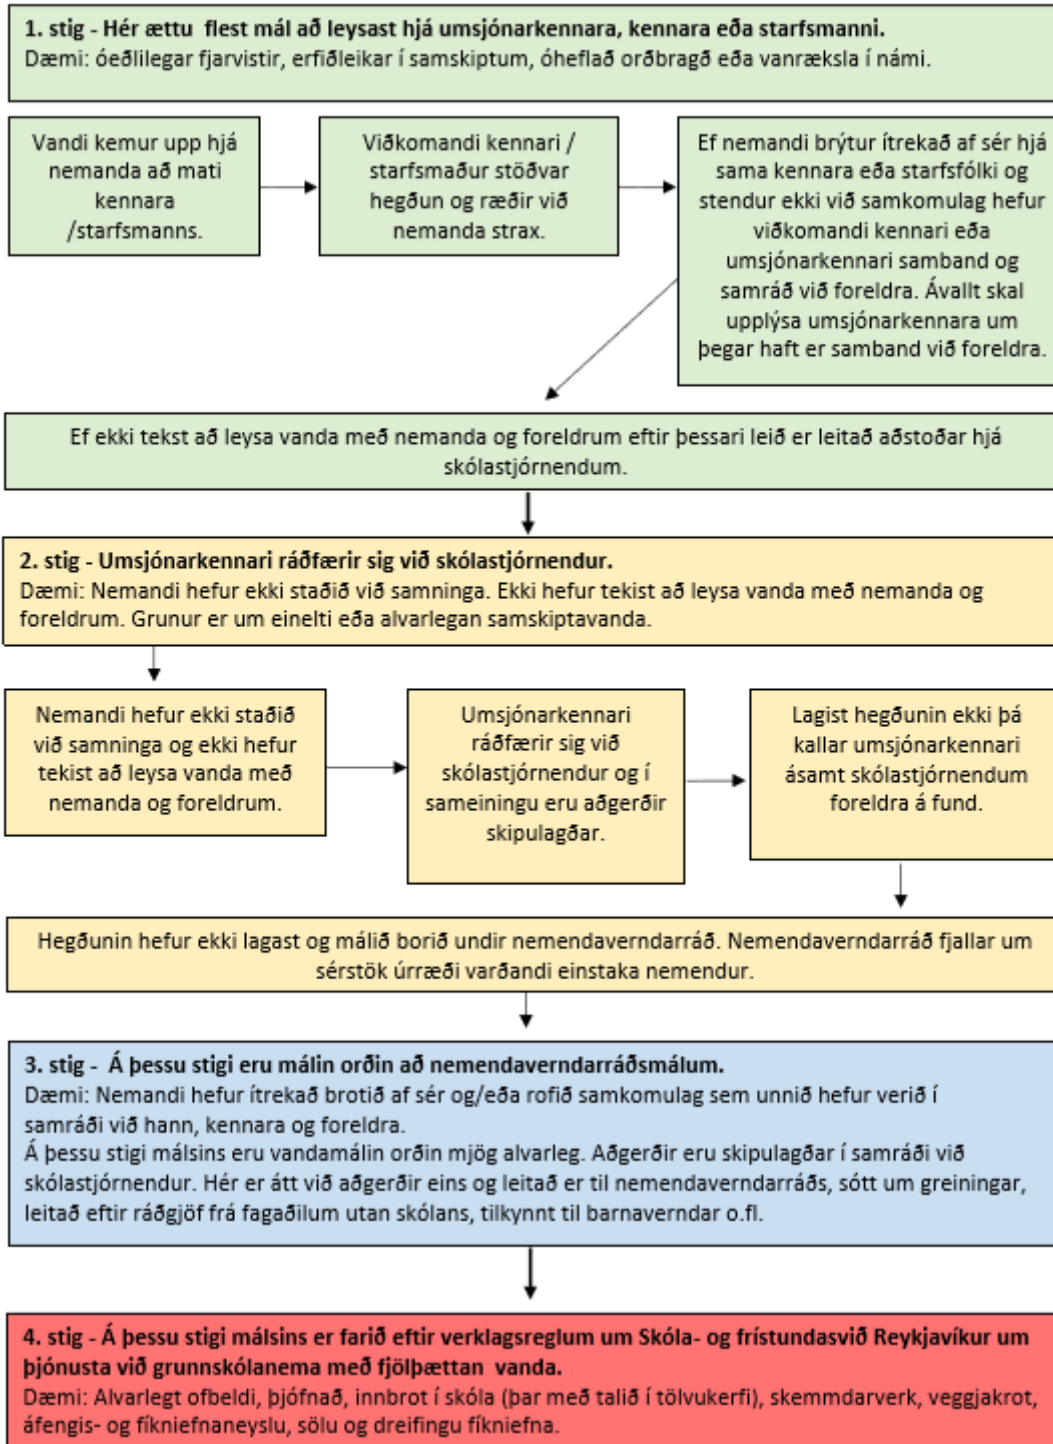 1. stig - Hér ættu  flest mál að leysast hjá umsjónarkennara, kennara eða starfsmanni.
Dæmi: óeðlilegar fjarvistir, erfiðleikar í samskiptum, óheflað orðbragð eða vanræksla í námi.
Vandi kemur upp hjá
nemanda að mati
kennara
/starfsmanns.
Viðkomandi kennari /
starfsmaður stöðvar
hegðun og ræðir við
nemanda strax.
Ef nemandi brýtur ítrekað af sér hjá
sama kennara eða starfsfólki og
stendur ekki við samkomulag hefur
viðkomandi kennari eða
umsjónarkennari samband og
samráð við foreldra. Ávallt skal
upplýsa umsjónarkennara um
þegar haft er samband við foreldra.
Ef ekki tekst að leysa vanda með nemanda og foreldrum eftir þessari leið er leitað aðstoðar hjá
skólastjórnendum.
2. stig - Umsjónarkennari ráðfærir sig við skólastjórnendur.
Dæmi: Nemandi hefur ekki staðið við samninga. Ekki hefur tekist að leysa vanda með nemanda og
foreldrum. Grunur er um einelti eða alvarlegan samskiptavanda.
Nemandi hefur ekki staðið
við samninga og ekki hefur
tekist að leysa vanda með
nemanda og foreldrum.
Umsjónarkennari
ráðfærir sig við
skólastjórnendur og í
sameiningu eru aðgerðir
skipulagðar.
Lagist hegðunin ekki þá
kallar umsjónarkennari
ásamt skólastjórnendum
foreldra á fund.
Hegðunin hefur ekki lagast og málið borið undir nemendaverndarráð. Nemendaverndarráð fjallar um
sérstök úrræði varðandi einstaka nemendur.
3. stig -  Á þessu stigi eru málin orðin að nemendaverndarráðsmálum.
Dæmi: Nemandi hefur ítrekað brotið af sér og/eða rofið samkomulag sem unnið hefur verið í
samráði við hann, kennara og foreldra.
Á þessu stigi málsins eru vandamálin orðin mjög alvarleg. Aðgerðir eru skipulagðar í samráði við
skólastjórnendur. Hér er átt við aðgerðir eins og leitað er til nemendaverndarráðs, sótt um greiningar,
leitað eftir ráðgjöf frá fagaðilum utan skólans, tilkynnt til barnaverndar o.fl.
4. stig - Á þessu stigi málsins er farið eftir verklagsreglum um Skóla- og frístundasvið Reykjavíkur um
þjónusta við grunnskólanema með fjölþættan  vanda.
Dæmi: Alvarlegt ofbeldi, þjófnað, innbrot í skóla (þar með talið í tölvukerfi), skemmdarverk, veggjakrot,
áfengis- og fíkniefnaneyslu, sölu og dreifingu fíkniefna.